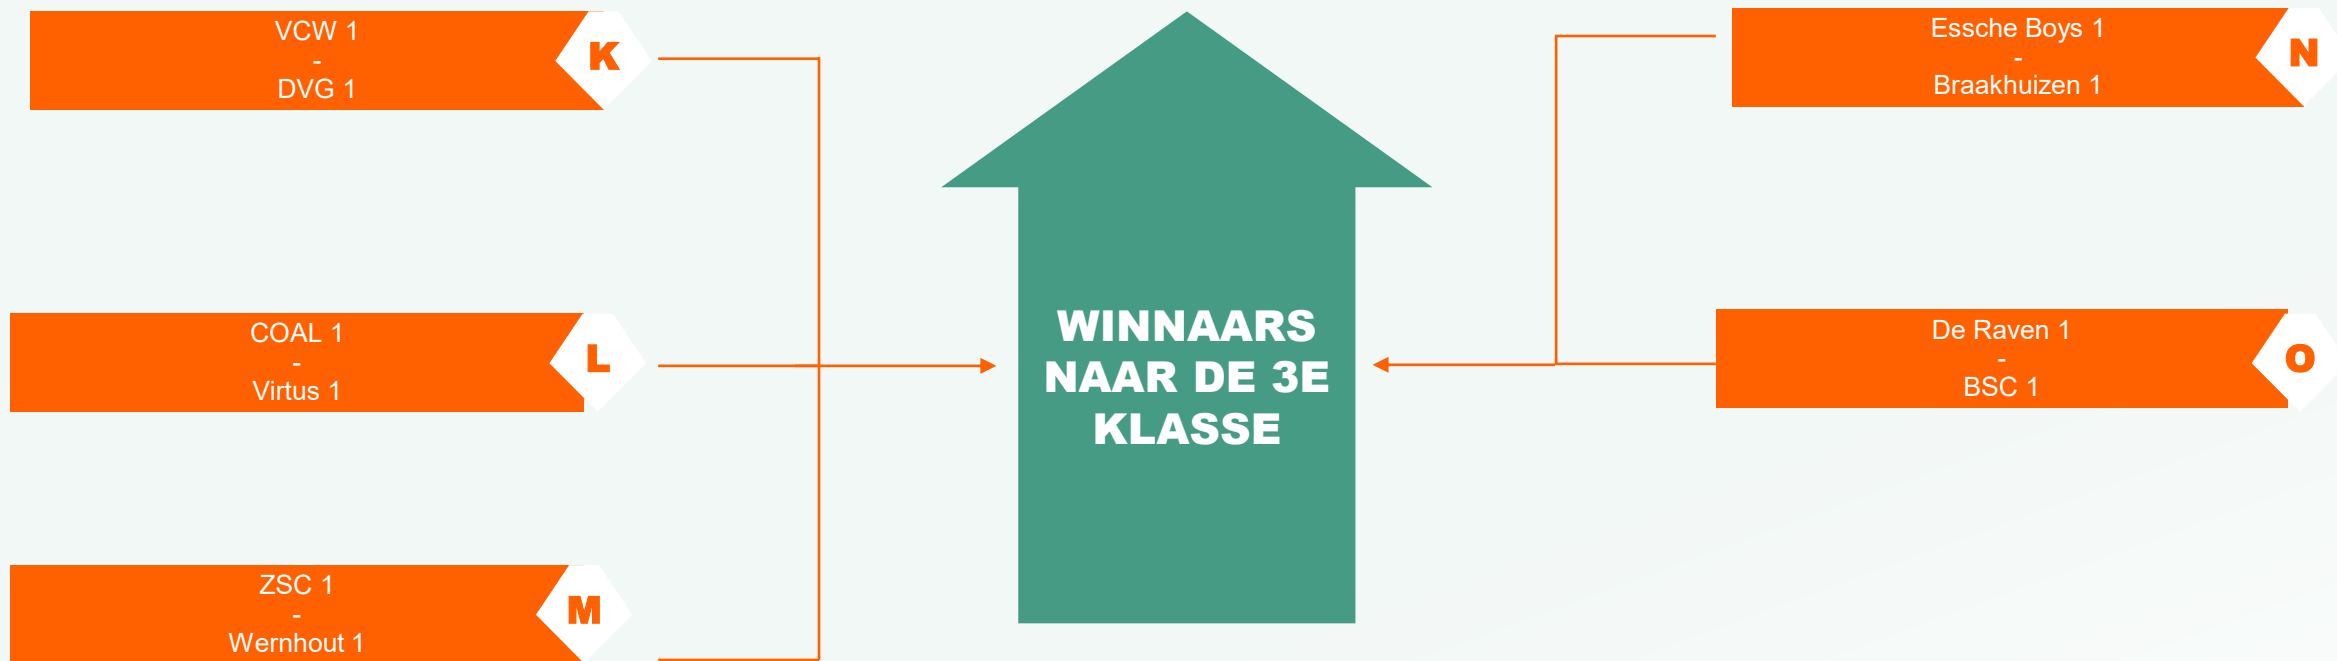 VCW 1
-
DVG 1
K
COAL 1
-
Virtus 1
L
ZSC 1
-
Wernhout 1
M
WINNAARS
NAAR DE 3E
KLASSE
Essche Boys 1
-
Braakhuizen 1
N
De Raven 1
-
BSC 1
O